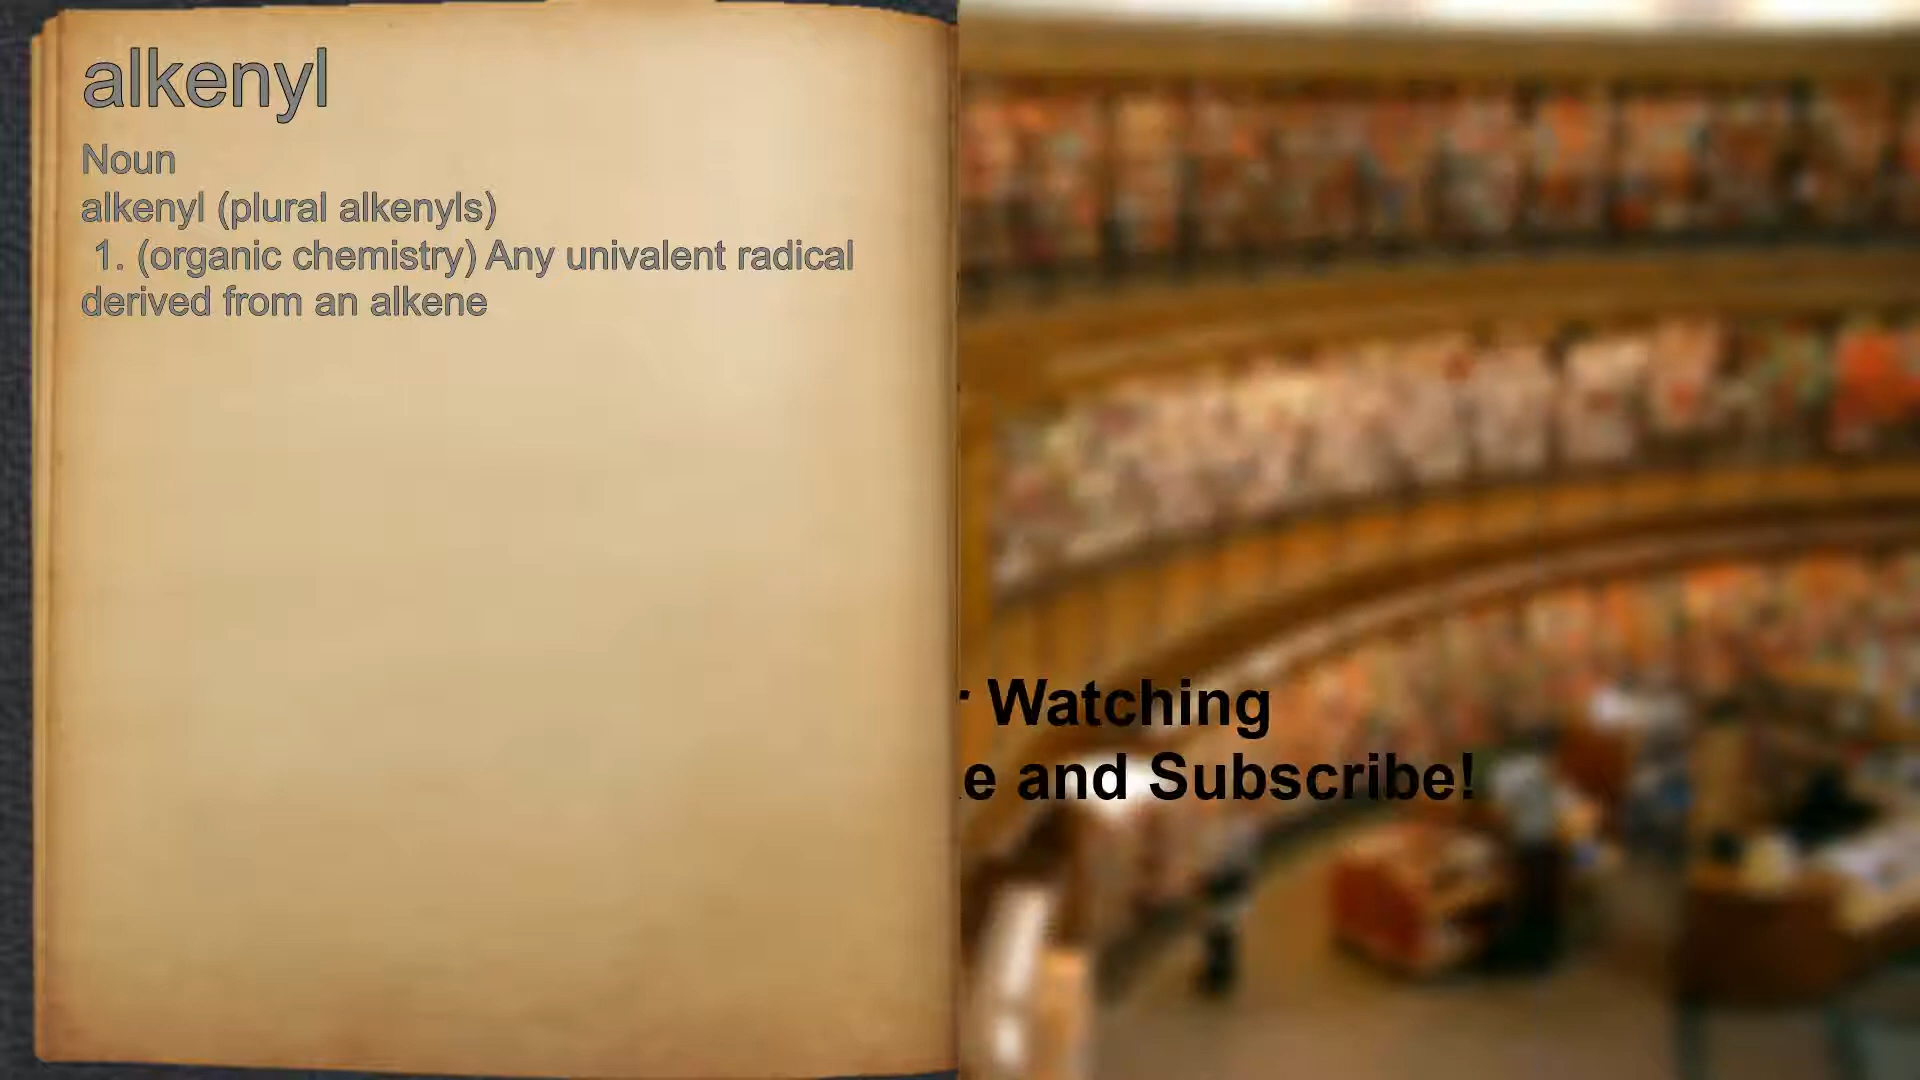 alkenyl
Noun
alkenyl (plural alkenyls)
1. (organic chemistry) Any univalent radical
derived from an alkene
Watching
and Subscribe!